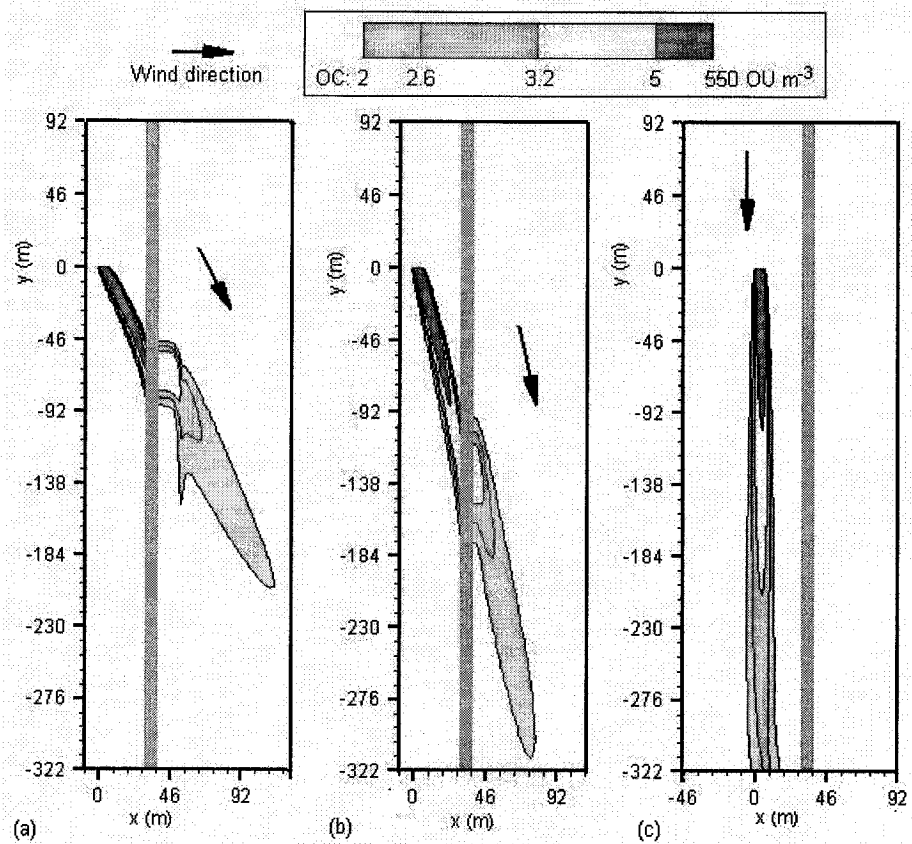 Wind direction
OC: 2 2.6 3.2 5 550 OU m⁻³
92
46
0
-46
-92
-138
-184
-230
-276
-322
y (m)
0 46 92
x (m)
(a)
92
46
0
-46
-92
-138
-184
-230
-276
-322
y (m)
0 46 92
x (m)
(b)
92
46
0
-46
-92
-138
-184
-230
-276
-322
y (m)
-46 0 46 92
x (m)
(c)